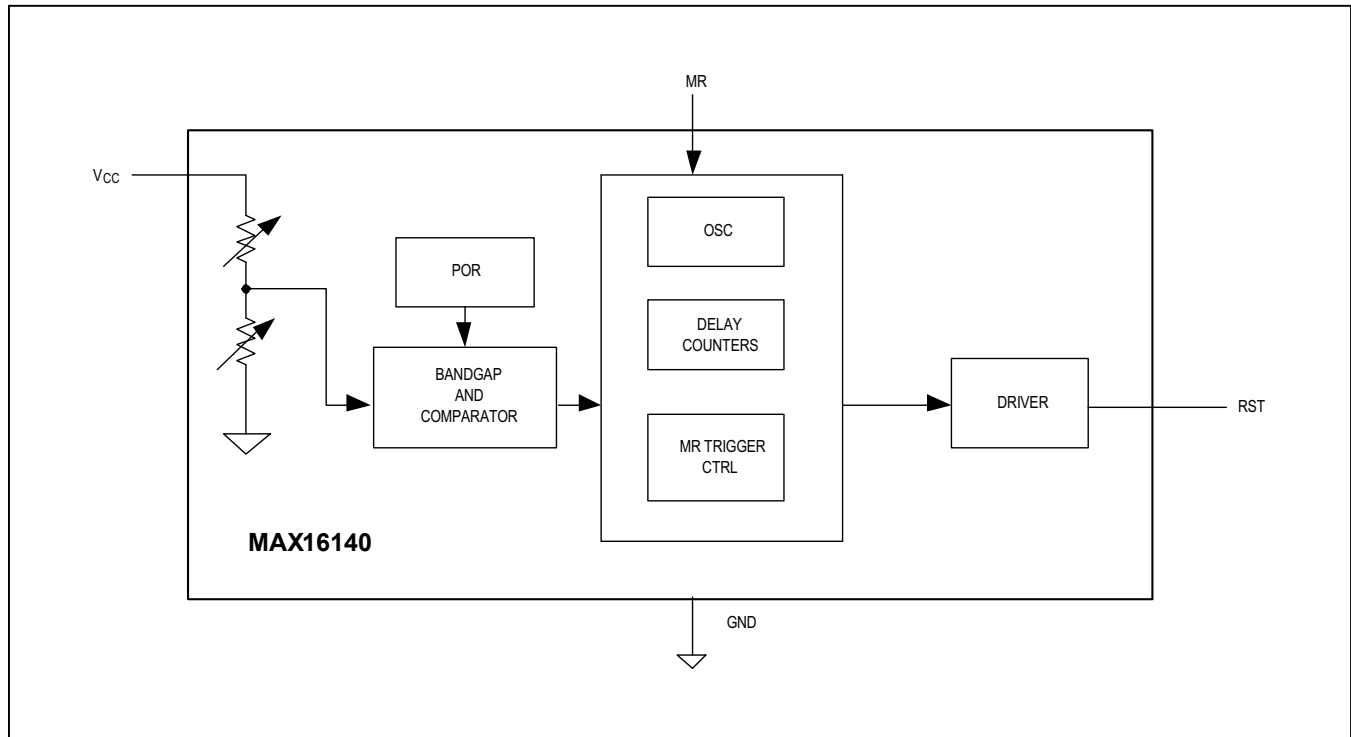 MR
VCC
OSC
POR
DELAY
COUNTERS
BANDGAP
AND
COMPARATOR
DRIVER
RST
MR TRIGGER
CTRL
MAX16140
GND